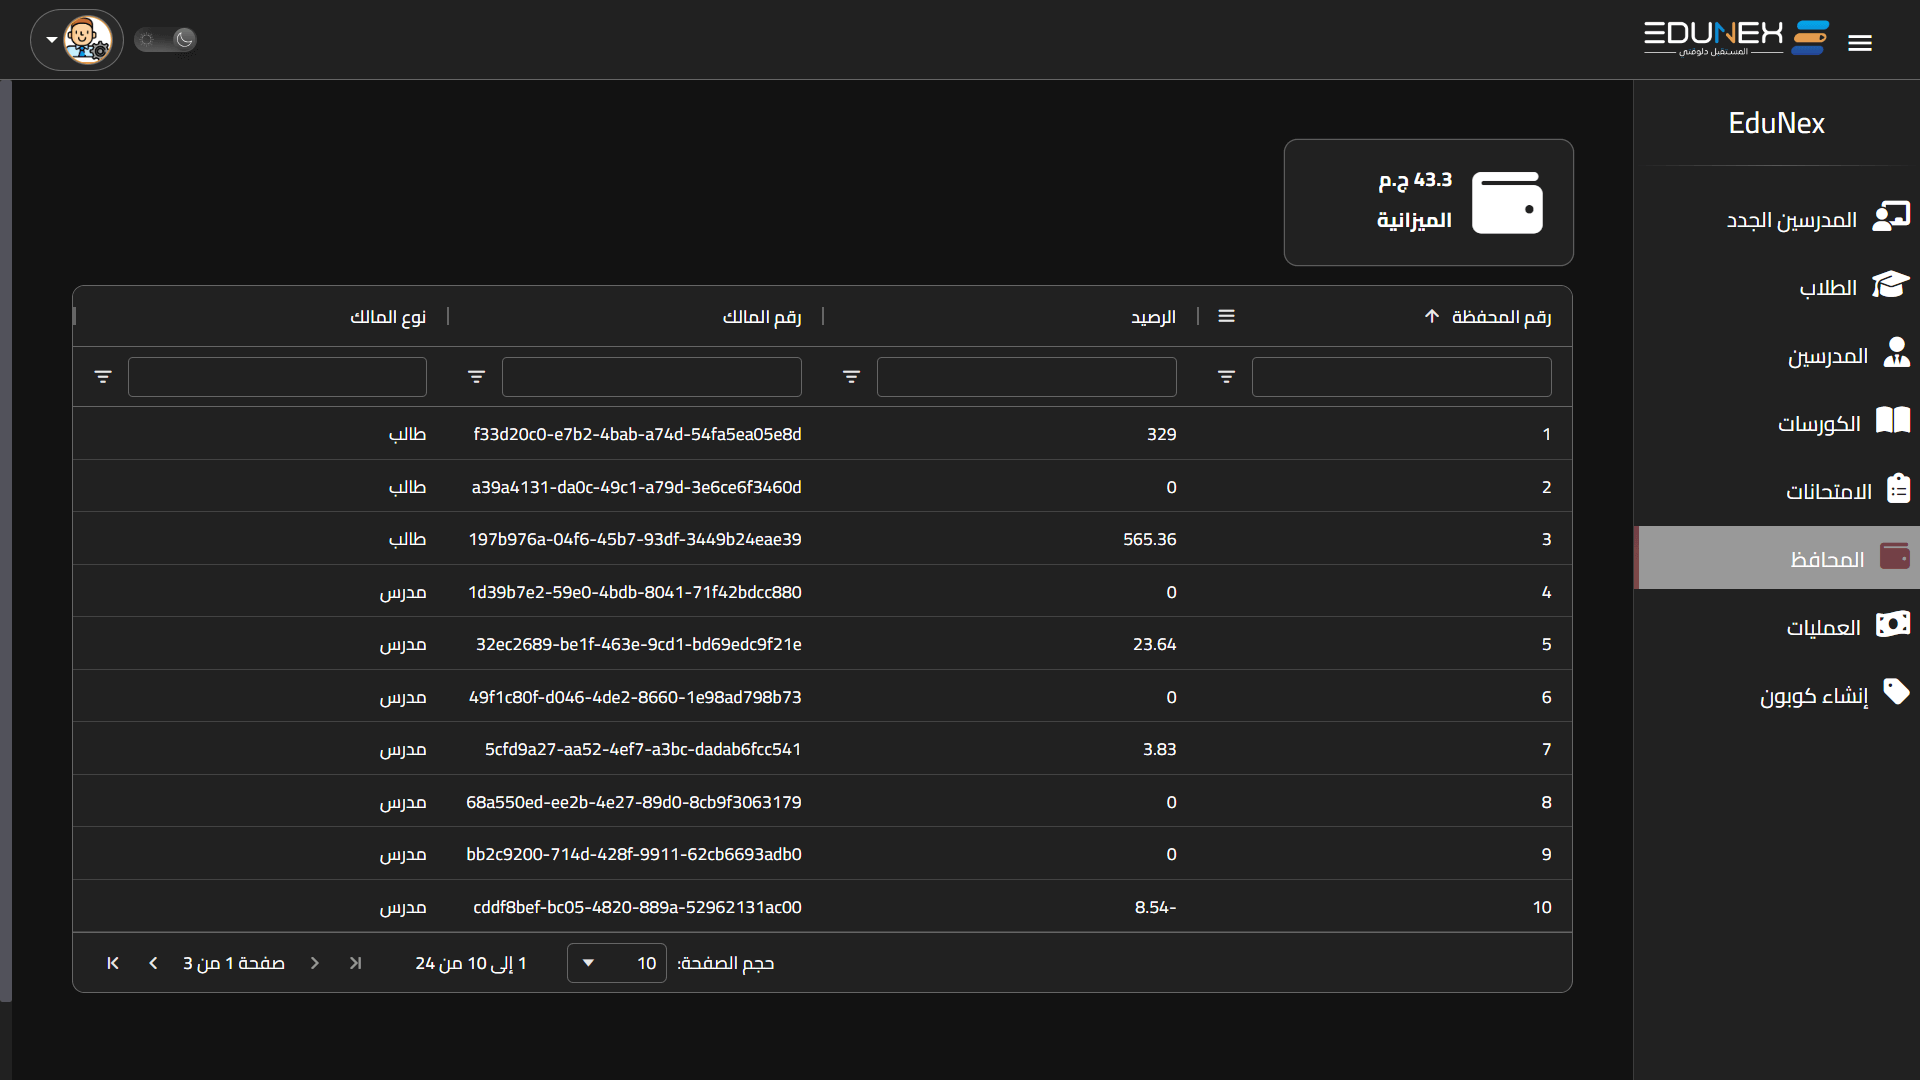 EDUNEX
المستقبل دلوقتي
EduNex
المدرسين الجدد
الطلاب
المدرسين
الكورسات
الامتحانات
المحافظ
العمليات
إنشاء كوبون
43.3 ج.م
الميزانية
رقم المحفظة الرصيد رقم المالك نوع المالك
1 329 f33d20c0-e7b2-4bab-a74d-54fa5ea05e8d طالب
2 0 a39a4131-da0c-49c1-a79d-3e6ce6f3460d طالب
3 565.36 197b976a-04f6-45b7-93df-3449b24eae39 طالب
4 0 1d39b7e2-59e0-4bdb-8041-71f42bdcc880 مدرس
5 23.64 32ec2689-be1f-463e-9cd1-bd69edc9f21e مدرس
6 0 49f1c80f-d046-4de2-8660-1e98ad798b73 مدرس
7 3.83 5cfd9a27-aa52-4ef7-a3bc-dadab6fcc541 مدرس
8 0 68a550ed-ee2b-4e27-89d0-8cb9f3063179 مدرس
9 0 bb2c9200-714d-428f-9911-62cb6693adb0 مدرس
10 8.54- cddf8bef-bc05-4820-889a-52962131ac00 مدرس
حجم الصفحة: 10 1 إلى 10 من 24 صفحة 1 من 3